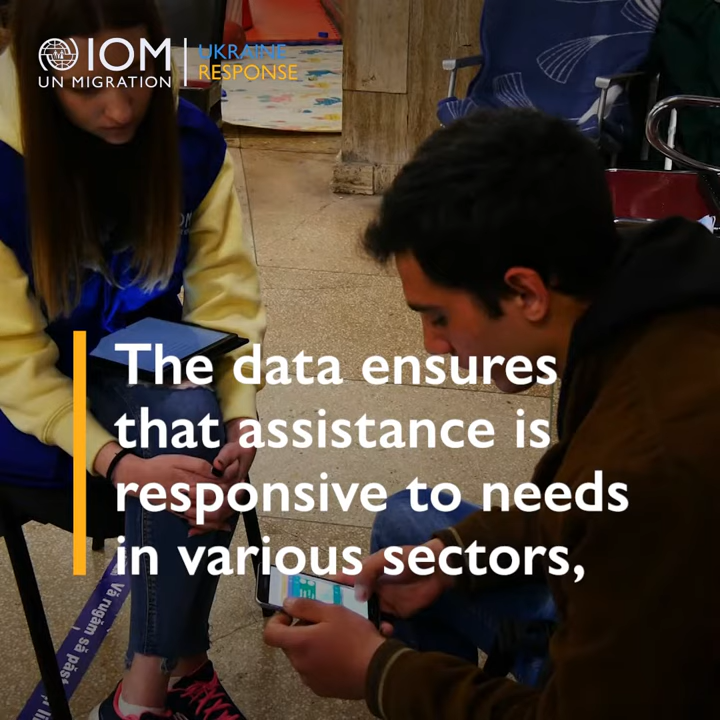 IOM
UN MIGRATION
UKRAINE
RESPONSE
The data ensures
that assistance is
responsive to needs
in various sectors,
Vă rugăm să păst